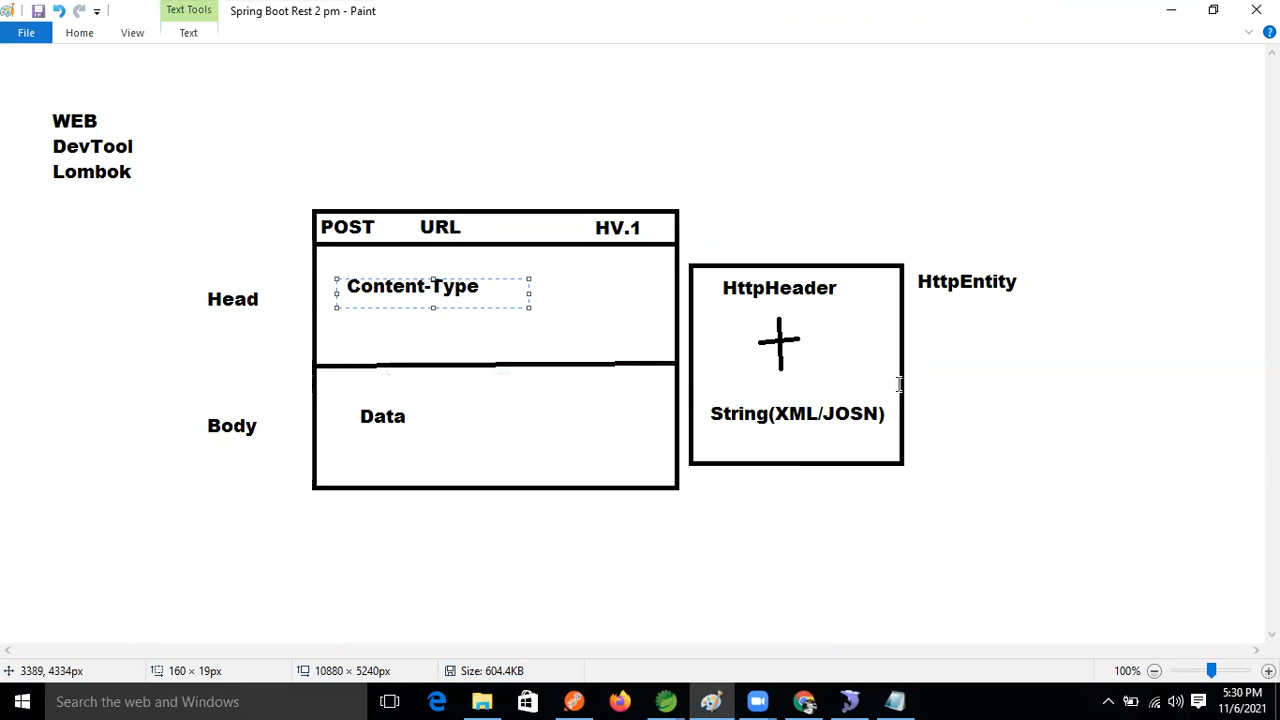 Text Tools
Spring Boot Rest 2 pm - Paint
File
Home
View
Text
WEB
DevTool
Lombok
POST URL HV.1
Content-Type
Head
Data
Body
HttpHeader
String(XML/JOSN)
HttpEntity
3389, 4334px
160 × 19px
10880 × 5240px
Size: 604.4KB
100%
Search the web and Windows
5:30 PM
11/6/2021